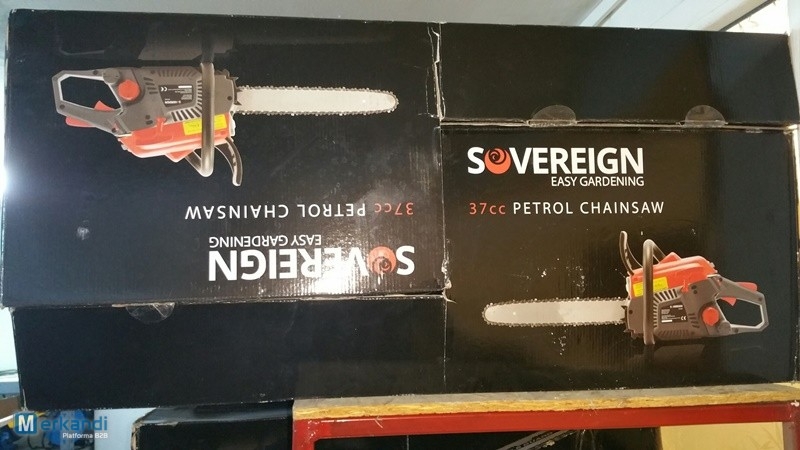 SOVEREIGN
EASY GARDENING
37cc PETROL CHAINSAW
37cc PETROL CHAINSAW
SOVEREIGN
EASY GARDENING
Merkandi
Platforma B2B